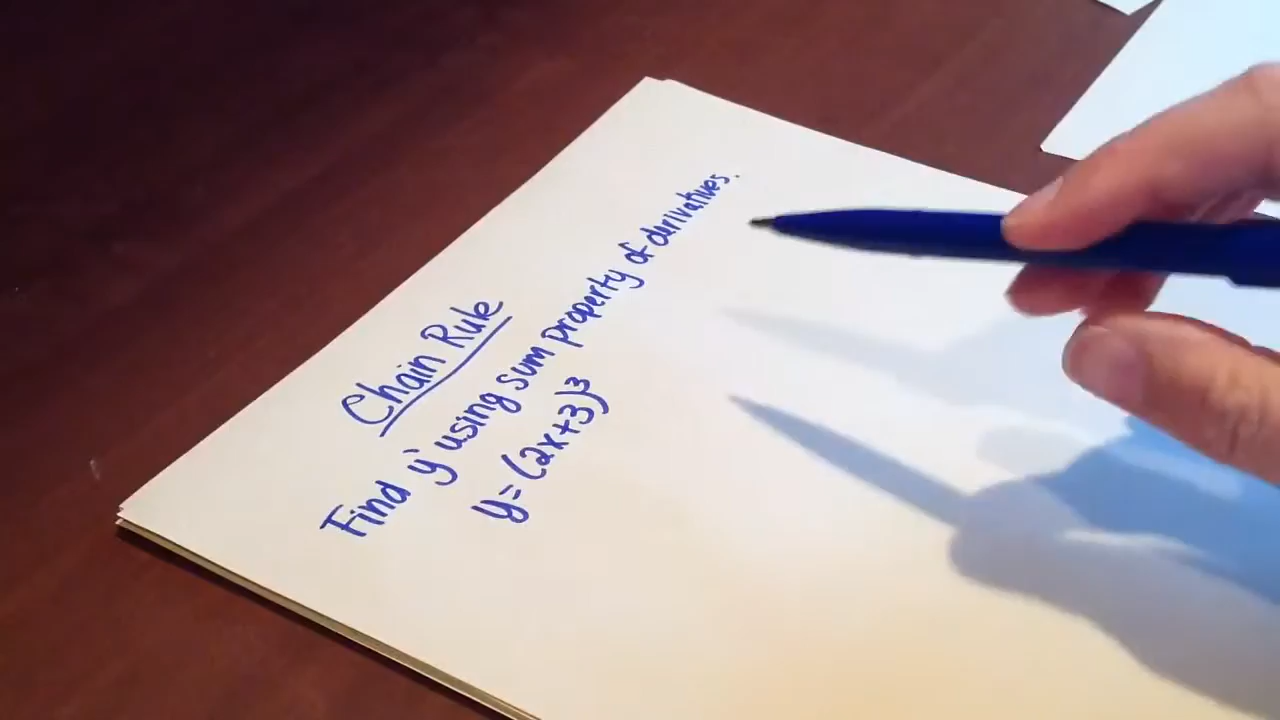 Chain Rule
Find y' using sum property of derivatives.
y = (2x+3)³